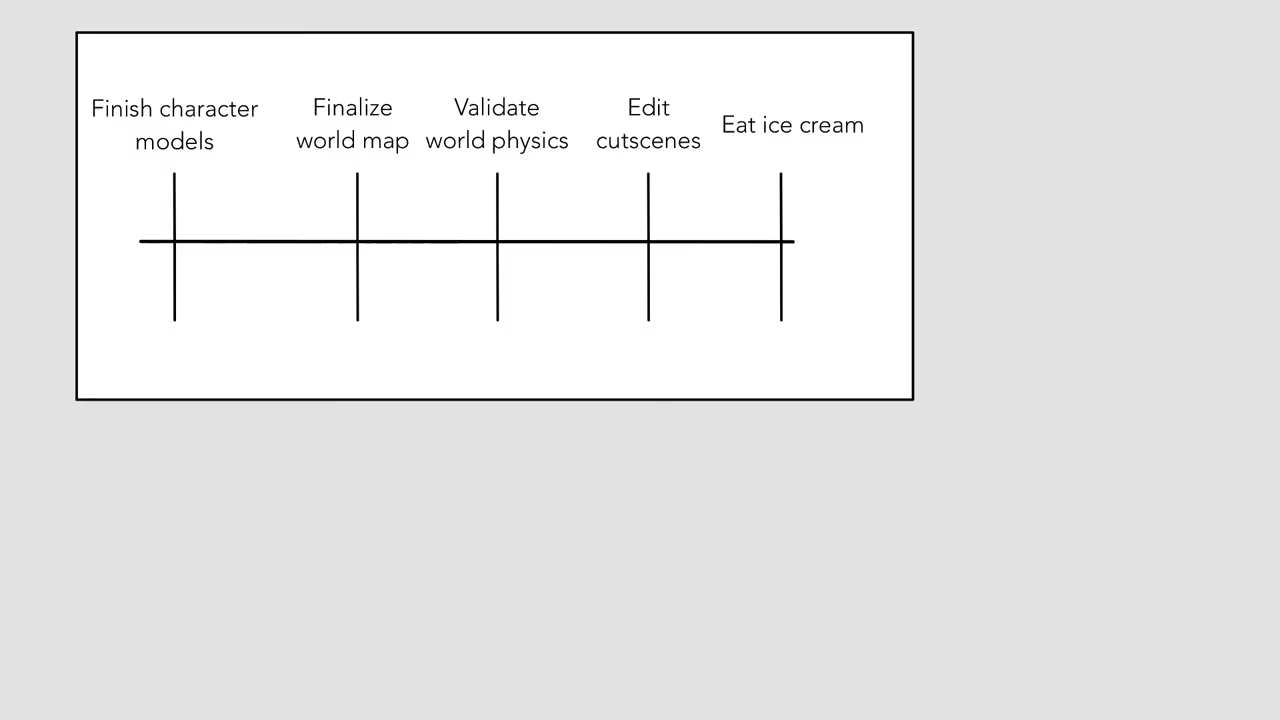 Finish character
models
Finalize
world map
Validate
world physics
Edit
cutscenes
Eat ice cream